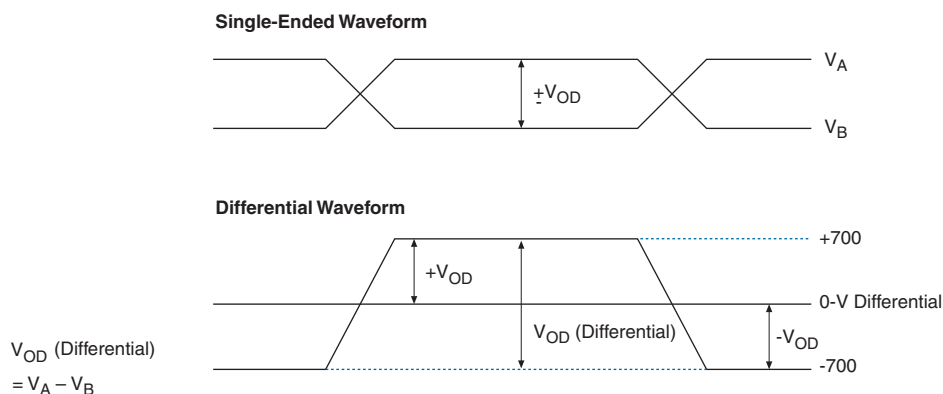 Single-Ended Waveform
V_A
±V_OD
V_B
Differential Waveform
+700
+V_OD
0-V Differential
V_OD (Differential)
-V_OD
V_OD (Differential)
-700
= V_A – V_B